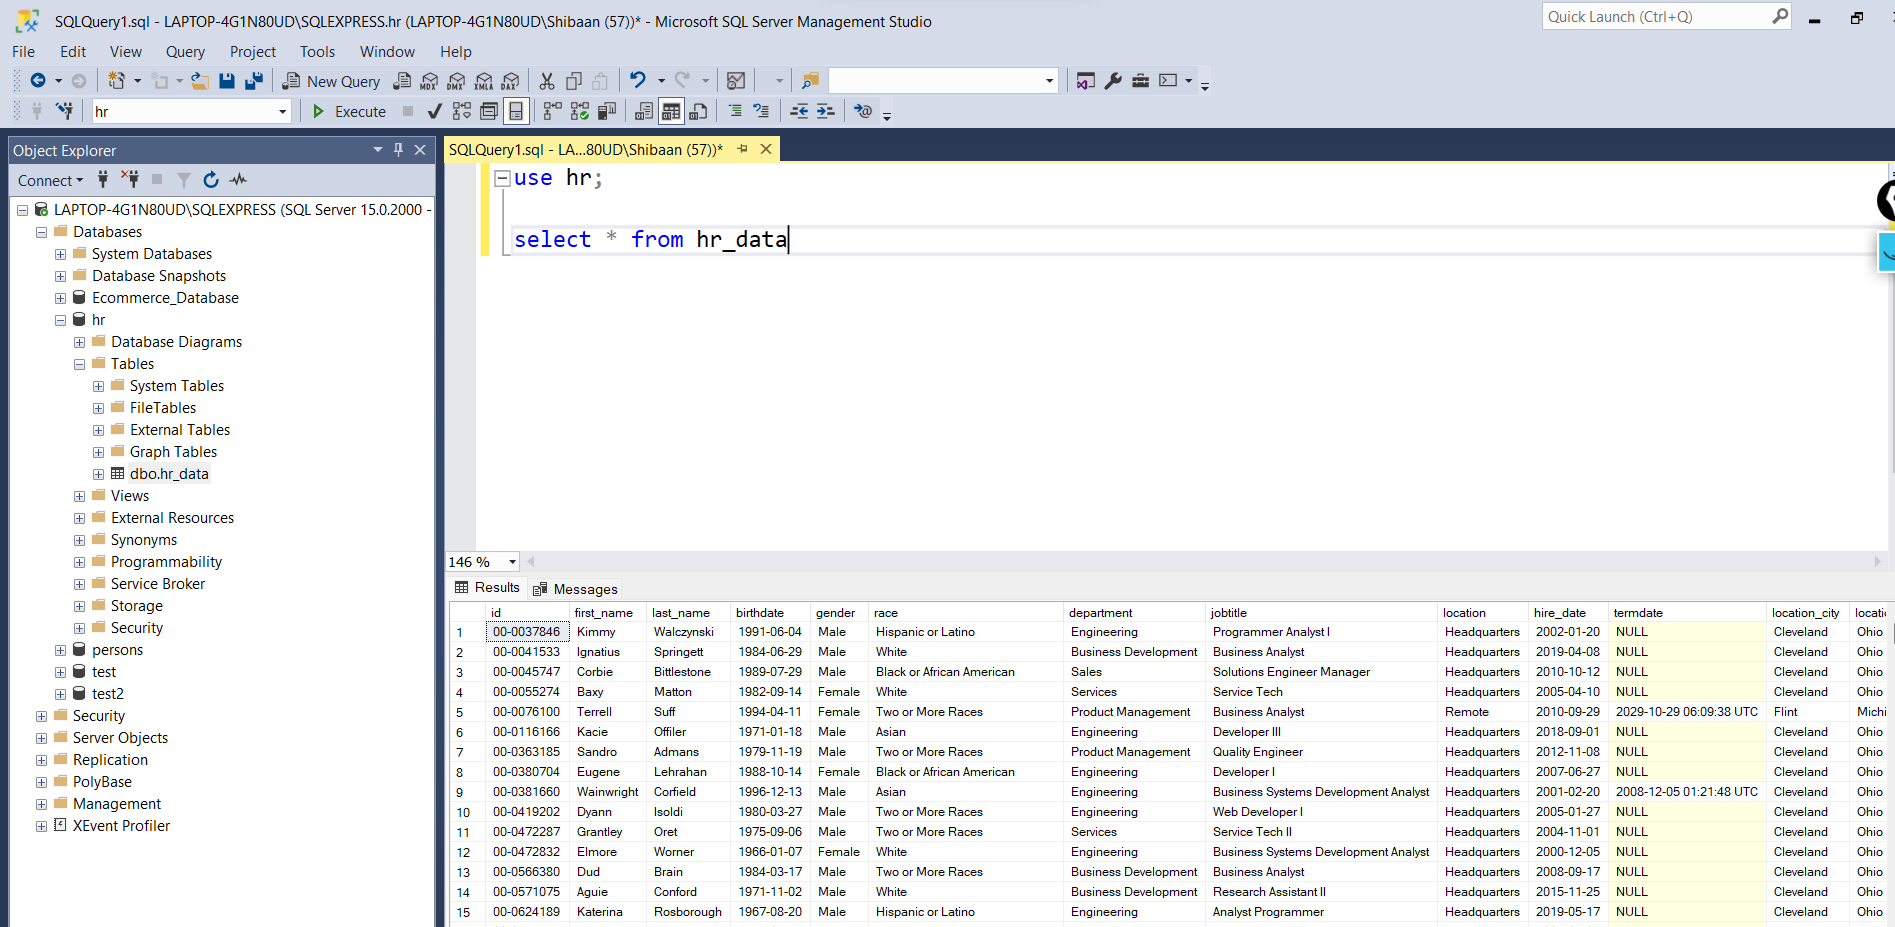 SQLQuery1.sql - LAPTOP-4G1N80UD\SQLEXPRESS.hr (LAPTOP-4G1N80UD\Shibaan (57))* - Microsoft SQL Server Management Studio
Quick Launch (Ctrl+Q)
File Edit View Query Project Tools Window Help
New Query MDX DMX XMLA DAX
hr Execute
Object Explorer
SQLQuery1.sql - LA...80UD\Shibaan (57))*
Connect
LAPTOP-4G1N80UD\SQLEXPRESS (SQL Server 15.0.2000 -
Databases
System Databases
Database Snapshots
Ecommerce_Database
hr
Database Diagrams
Tables
System Tables
FileTables
External Tables
Graph Tables
dbo.hr_data
Views
External Resources
Synonyms
Programmability
Service Broker
Storage
Security
persons
test
test2
Security
Server Objects
Replication
PolyBase
Management
XEvent Profiler
use hr;
select * from hr_data
146 %
Results Messages
id first_name last_name birthdate gender race department jobtitle location hire_date termdate location_city locati
1 00-0037846 Kimmy Walczynski 1991-06-04 Male Hispanic or Latino Engineering Programmer Analyst I Headquarters 2002-01-20 NULL Cleveland Ohio
2 00-0041533 Ignatius Springett 1984-06-29 Male White Business Development Business Analyst Headquarters 2019-04-08 NULL Cleveland Ohio
3 00-0045747 Corbie Bittlestone 1989-07-29 Male Black or African American Sales Solutions Engineer Manager Headquarters 2010-10-12 NULL Cleveland Ohio
4 00-0055274 Baxy Matton 1982-09-14 Female White Services Service Tech Headquarters 2005-04-10 NULL Cleveland Ohio
5 00-0076100 Terrell Suff 1994-04-11 Female Two or More Races Product Management Business Analyst Remote 2010-09-29 2029-10-29 06:09:38 UTC Flint Michi
6 00-0116166 Kacie Offiler 1971-01-18 Male Asian Engineering Developer III Headquarters 2018-09-01 NULL Cleveland Ohio
7 00-0363185 Sandro Admans 1979-11-19 Male Two or More Races Product Management Quality Engineer Headquarters 2012-11-08 NULL Cleveland Ohio
8 00-0380704 Eugene Lehrahan 1988-10-14 Female Black or African American Engineering Developer I Headquarters 2007-06-27 NULL Cleveland Ohio
9 00-0381660 Wainwright Corfield 1996-12-13 Male Asian Engineering Business Systems Development Analyst Headquarters 2001-02-20 2008-12-05 01:21:48 UTC Cleveland Ohio
10 00-0419202 Dyann Isoldi 1980-03-27 Male Two or More Races Engineering Web Developer I Headquarters 2005-01-27 NULL Cleveland Ohio
11 00-0472287 Grantley Oret 1975-09-06 Male Two or More Races Services Service Tech II Headquarters 2004-11-01 NULL Cleveland Ohio
12 00-0472832 Elmore Worner 1966-01-07 Female White Engineering Business Systems Development Analyst Headquarters 2000-12-05 NULL Cleveland Ohio
13 00-0566380 Dud Brain 1984-03-17 Male Two or More Races Business Development Business Analyst Headquarters 2008-09-17 NULL Cleveland Ohio
14 00-0571075 Aguie Conford 1971-11-02 Male White Business Development Research Assistant II Headquarters 2015-11-25 NULL Cleveland Ohio
15 00-0624189 Katerina Rosborough 1967-08-20 Male Hispanic or Latino Engineering Analyst Programmer Headquarters 2019-05-17 NULL Cleveland Ohio